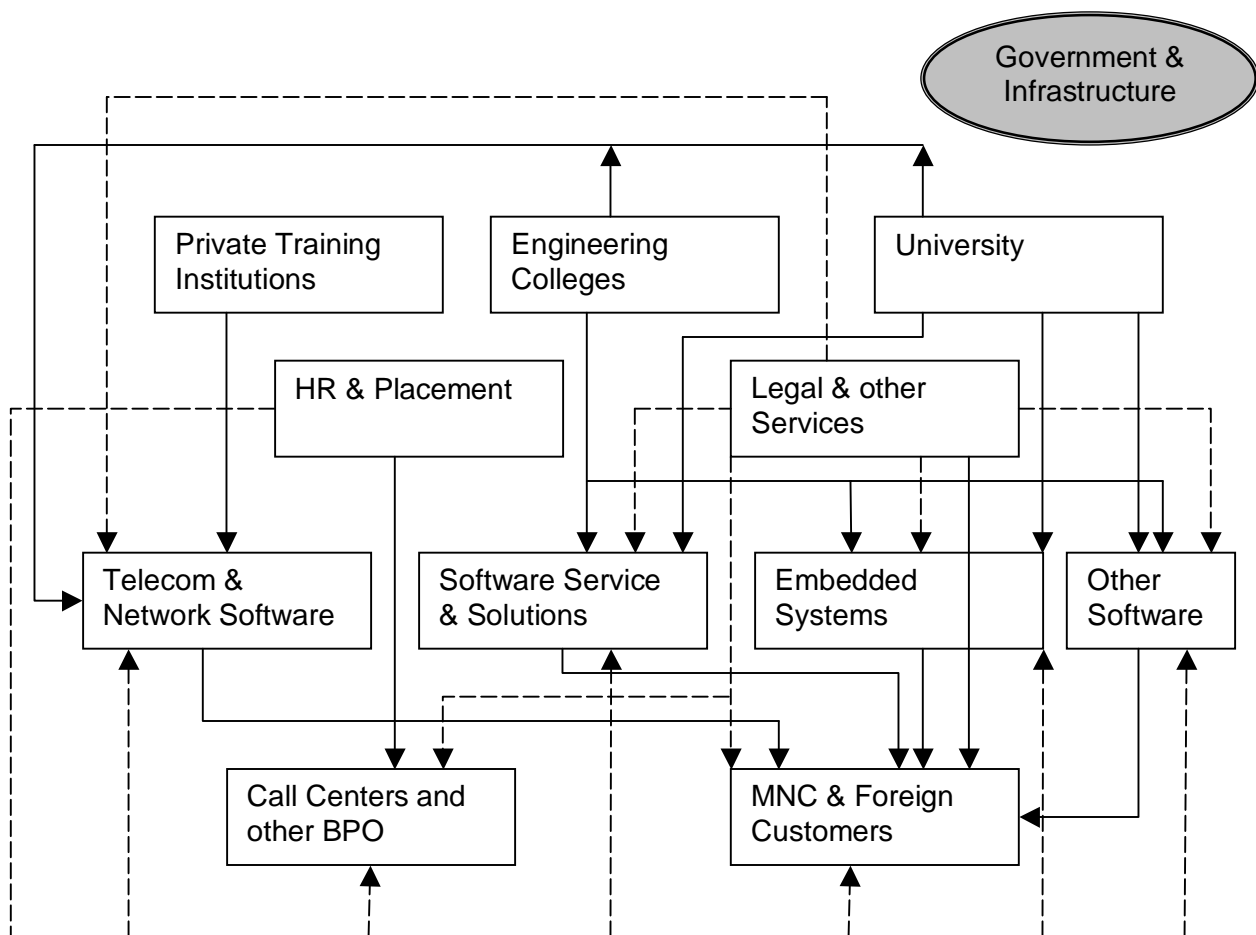 Government &
Infrastructure
Private Training
Institutions
Engineering
Colleges
University
HR & Placement
Legal & other
Services
Telecom &
Network Software
Software Service
& Solutions
Embedded
Systems
Other
Software
Call Centers and
other BPO
MNC & Foreign
Customers